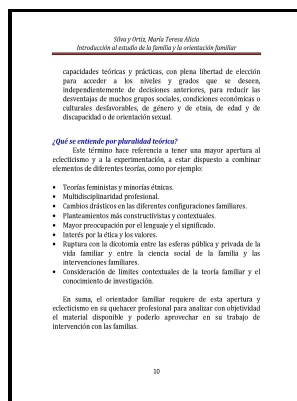 Silva y Ortiz, María Teresa Alicia
Introducción al estudio de la familia y la orientación familiar
capacidades teóricas y prácticas, con plena libertad de elección
para acceder a los niveles y grados que se deseen,
independientemente de decisiones anteriores, para reducir las
desventajas de muchos grupos sociales, condiciones económicas o
culturales desfavorables, de género y de etnia, de edad y de
discapacidad o de orientación sexual.
¿Qué se entiende por pluralidad teórica?
Este término hace referencia a tener una mayor apertura al
eclecticismo y a la experimentación, a estar dispuesto a combinar
elementos de diferentes teorías, como por ejemplo:
• Teorías feministas y minorías étnicas.
• Multidisciplinaridad profesional.
• Cambios drásticos en las diferentes configuraciones familiares.
• Planteamientos más constructivistas y contextuales.
• Mayor preocupación por el lenguaje y el significado.
• Interés por la ética y los valores.
• Ruptura con la dicotomía entre las esferas pública y privada de la
vida familiar y entre la ciencia social de la familia y las
intervenciones familiares.
• Consideración de límites contextuales de la teoría familiar y el
conocimiento de investigación.
En suma, el orientador familiar requiere de esta apertura y
eclecticismo en su quehacer profesional para analizar con objetividad
el material disponible y poderlo aprovechar en su trabajo de
intervención con las familias.
10